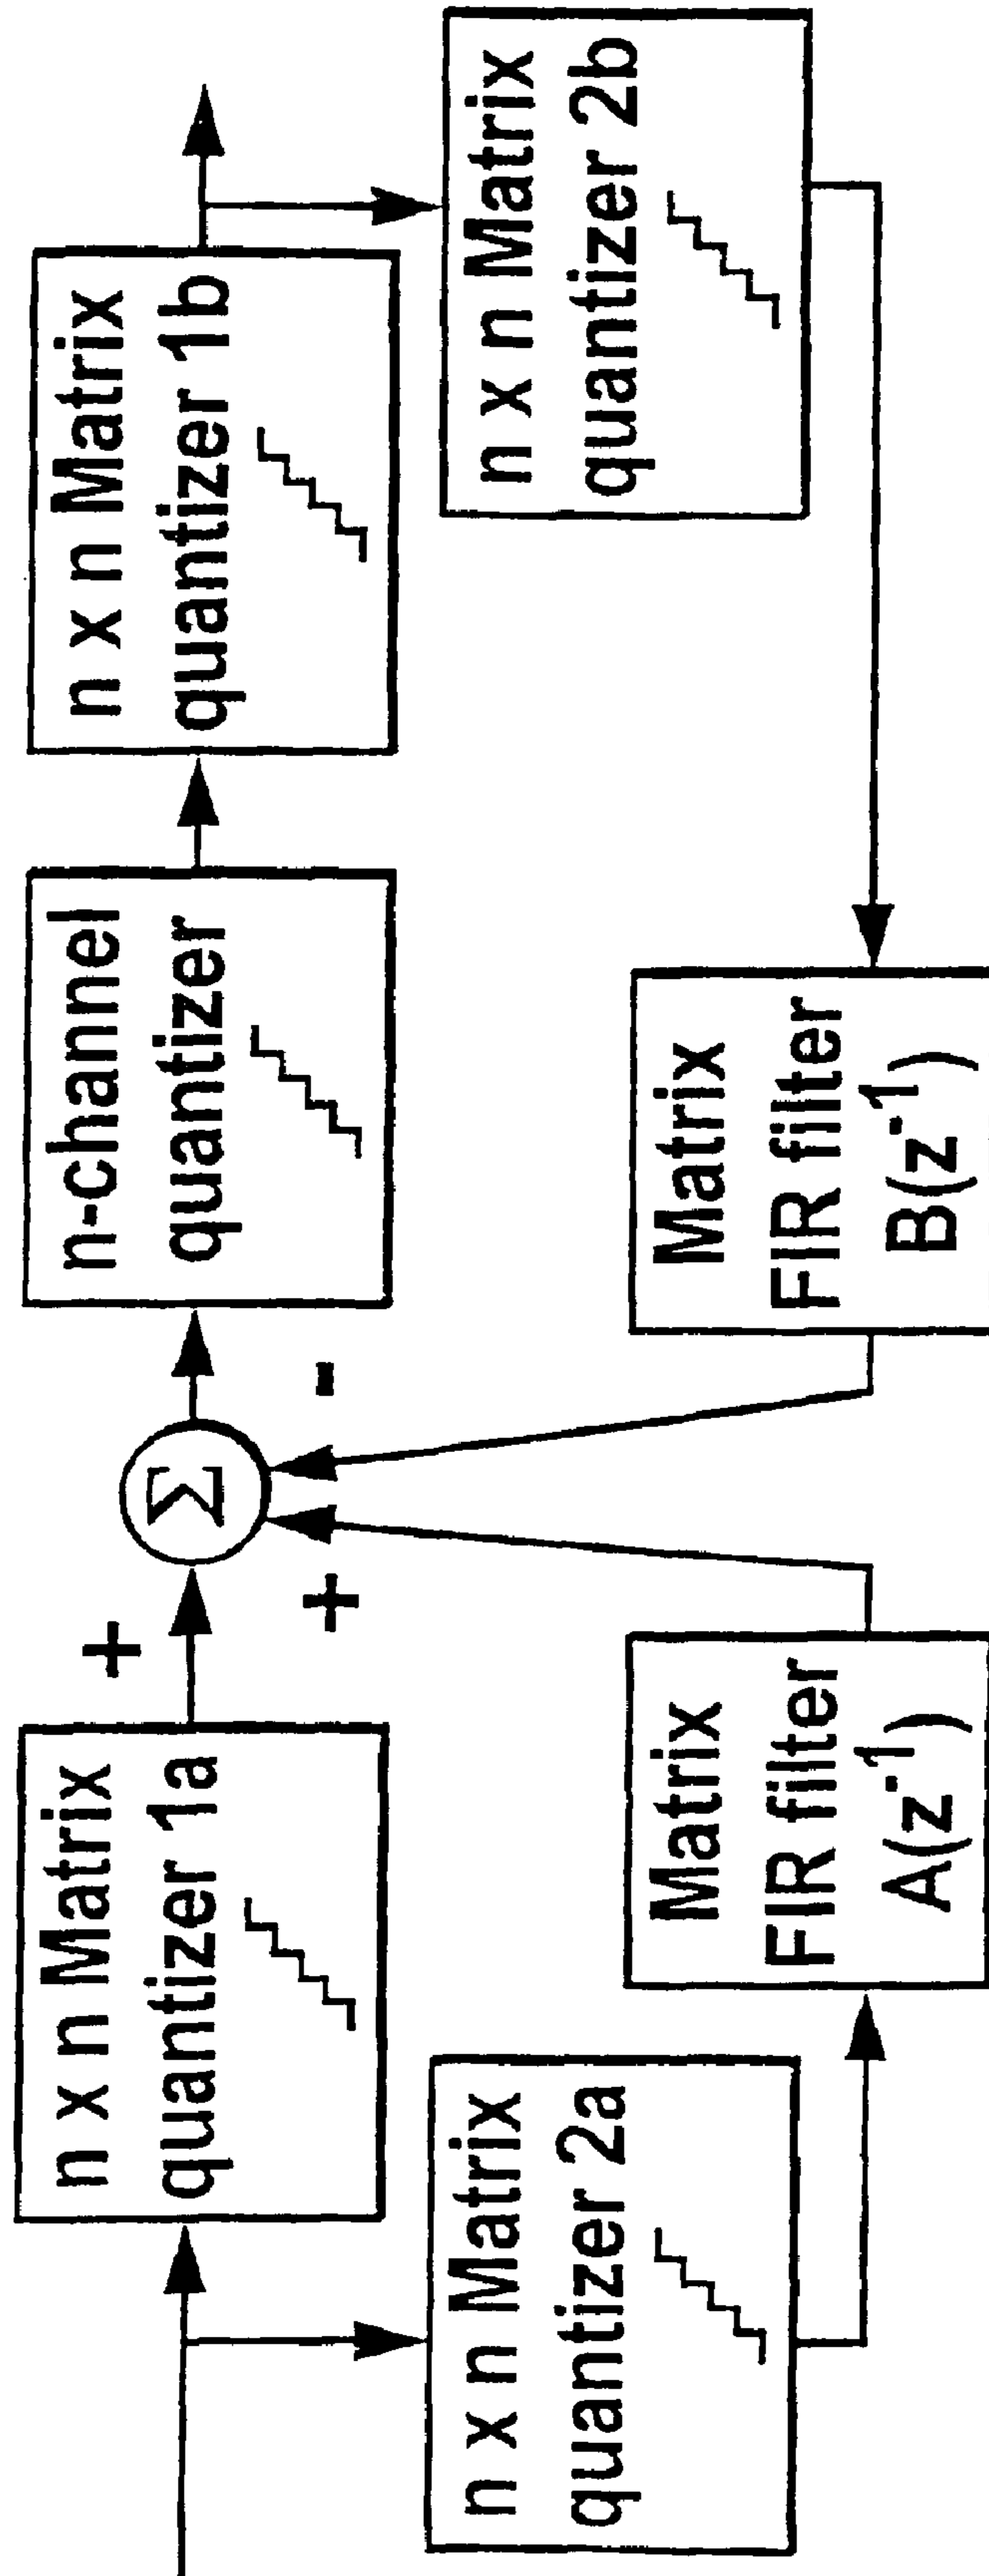 n x n Matrix
quantizer 1a
+
Σ
n-channel
quantizer
n x n Matrix
quantizer 1b
+
-
n x n Matrix
quantizer 2a
Matrix
FIR filter
A(z⁻¹)
Matrix
FIR filter
B(z⁻¹)
n x n Matrix
quantizer 2b